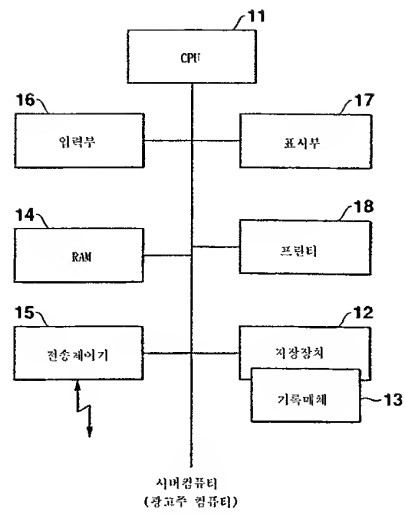 11
CPU
16
입력부
17
표시부
14
RAM
18
프린터
15
전송제어기
12
저장장치
기록매체
13
서버컴퓨터
(광고주 컴퓨터)